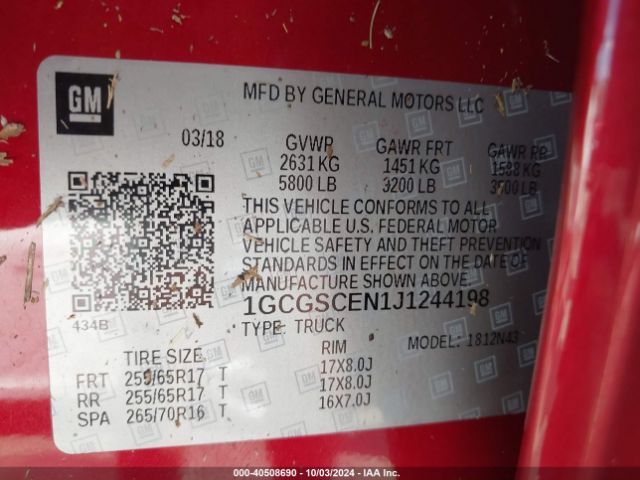 GM
MFD BY GENERAL MOTORS LLC
03/18 GVWR GAWR FRT GAWR RR
2631 KG 1451 KG 1588 KG
5800 LB 3200 LB 3500 LB
THIS VEHICLE CONFORMS TO ALL
APPLICABLE U.S. FEDERAL MOTOR
VEHICLE SAFETY AND THEFT PREVENTION
STANDARDS IN EFFECT ON THE DATE OF
MANUFACTURE SHOWN ABOVE.
1GCGSCEN1J1244198
434B TYPE: TRUCK
MODEL: 1812N43
TIRE SIZE RIM
FRT 255/65R17 T 17X8.0J
RR 255/65R17 T 17X8.0J
SPA 265/70R16 T 16X7.0J
000-40508690 - 10/03/2024 - IAA Inc.